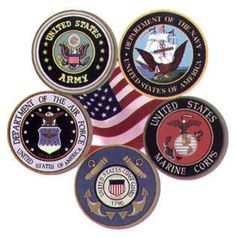 UNITED STATES
ARMY
DEPARTMENT OF THE NAVY
UNITED STATES OF AMERICA
DEPARTMENT OF THE AIR FORCE
UNITED STATES OF AMERICA
UNITED STATES
MARINE CORPS
UNITED STATES COAST GUARD
1790